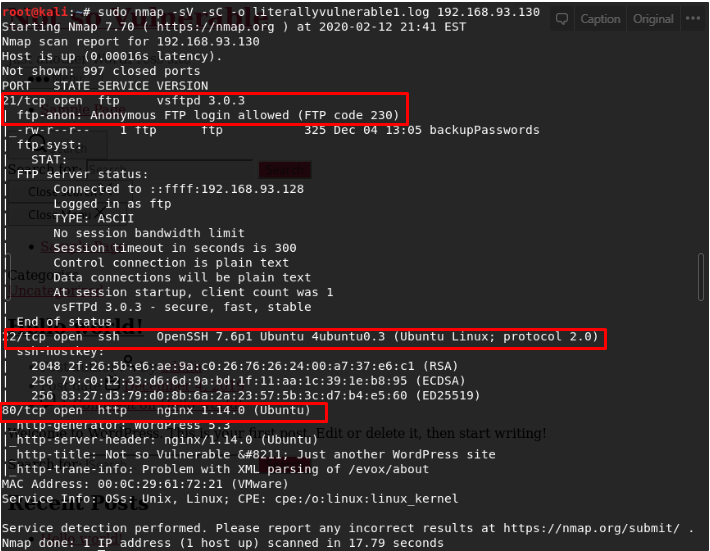 root@kali:~# sudo nmap -sV -sC -o literallyvulnerable1.log 192.168.93.130
Caption Original
Starting Nmap 7.70 ( https://nmap.org ) at 2020-02-12 21:41 EST
Nmap scan report for 192.168.93.130
Host is up (0.00016s latency).
Not shown: 997 closed ports
PORT   STATE SERVICE VERSION
21/tcp open  ftp     vsftpd 3.0.3
| ftp-anon: Anonymous FTP login allowed (FTP code 230)
|_-rw-r--r--    1 ftp      ftp           325 Dec 04 13:05 backupPasswords
| ftp-syst:
|   STAT:
| FTP server status:
|      Connected to ::ffff:192.168.93.128
|      Logged in as ftp
|      TYPE: ASCII
|      No session bandwidth limit
|      Session timeout in seconds is 300
|      Control connection is plain text
|      Data connections will be plain text
|      At session startup, client count was 1
|      vsFTPd 3.0.3 - secure, fast, stable
|_End of status
22/tcp open  ssh     OpenSSH 7.6p1 Ubuntu 4ubuntu0.3 (Ubuntu Linux; protocol 2.0)
| ssh-hostkey:
|   2048 2f:26:5b:e6:ae:9a:c0:26:76:26:24:00:a7:37:e6:c1 (RSA)
|   256 79:c0:12:33:d6:6d:9a:bd:1f:11:aa:1c:39:1e:b8:95 (ECDSA)
|_  256 83:27:d3:79:d0:8b:6a:2a:23:57:5b:3c:d7:b4:e5:60 (ED25519)
80/tcp open  http    nginx 1.14.0 (Ubuntu)
|_http-generator: WordPress 5.3
|_http-server-header: nginx/1.14.0 (Ubuntu)
|_http-title: Not so Vulnerable &#8211; Just another WordPress site
|_http-trane-info: Problem with XML parsing of /evox/about
MAC Address: 00:0C:29:61:72:21 (VMware)
Service Info: OSs: Unix, Linux; CPE: cpe:/o:linux:linux_kernel
Recent Posts
Service detection performed. Please report any incorrect results at https://nmap.org/submit/ .
Nmap done: 1 IP address (1 host up) scanned in 17.79 seconds